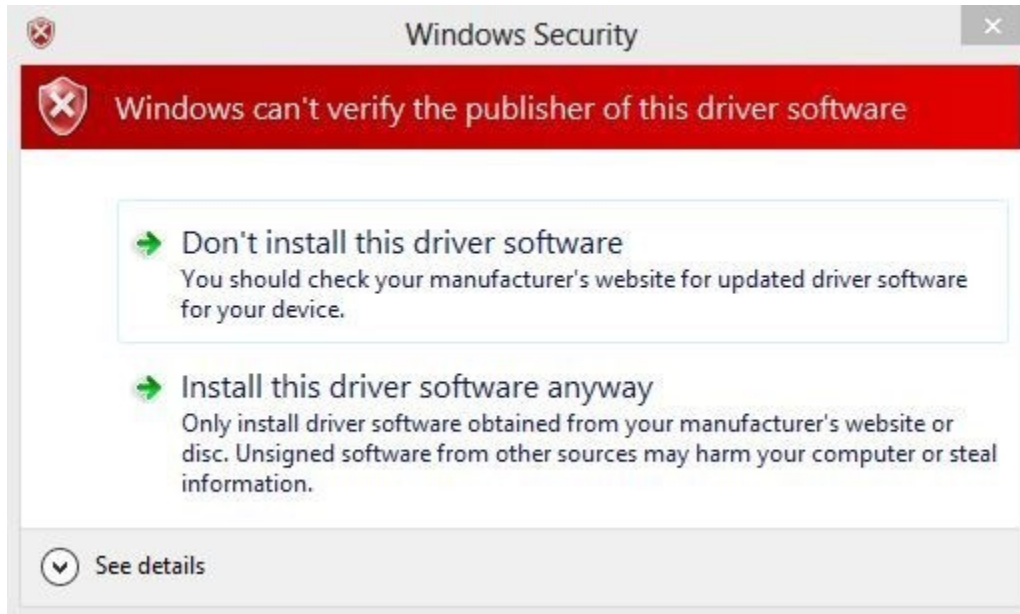 Windows Security
Windows can't verify the publisher of this driver software
Don't install this driver software
You should check your manufacturer's website for updated driver software
for your device.
Install this driver software anyway
Only install driver software obtained from your manufacturer's website or
disc. Unsigned software from other sources may harm your computer or steal
information.
See details